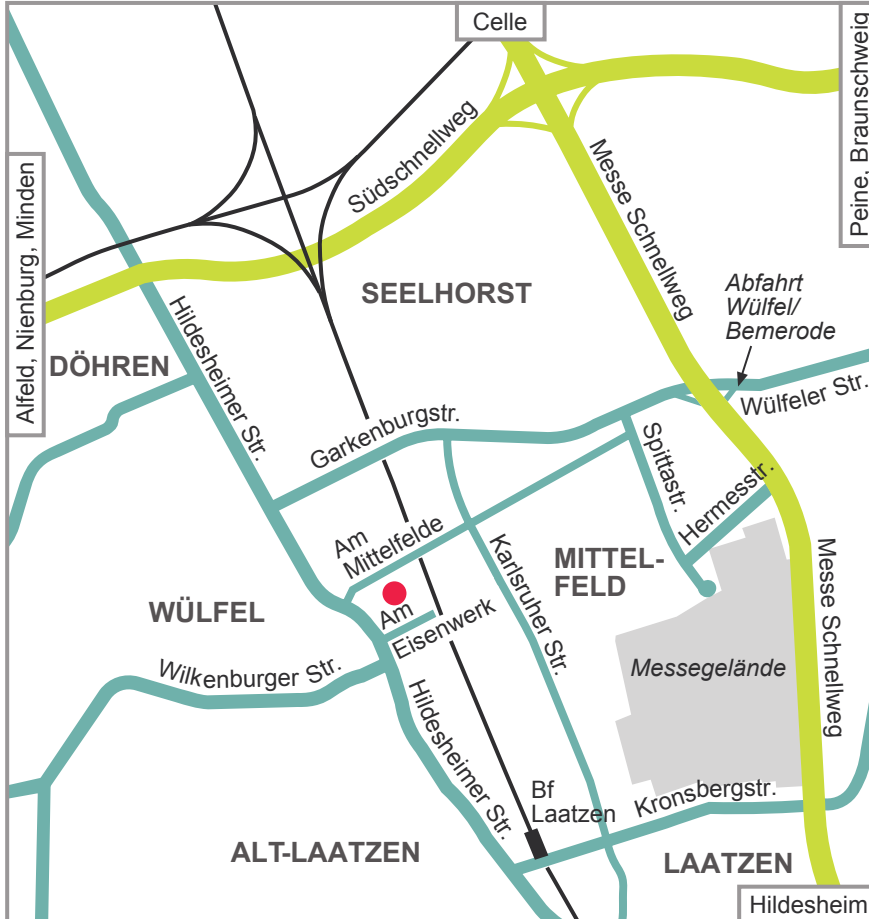 Celle
Peine, Braunschweig
Alfeld, Nienburg, Minden
Südschnellweg
Messe Schnellweg
SEELHORST
Abfahrt
Wülfel/
Bemerode
Hildesheimer Str.
DÖHREN
Wülfeler Str.
Garkenburgstr.
Spittastr.
Hermesstr.
Am
Mittelfelde
Karlsruher Str.
MITTEL-
FELD
Messe Schnellweg
WÜLFEL
Am
Eisenwerk
Wilkenburger Str.
Messegelände
Hildesheimer Str.
Bf
Laatzen
Kronsbergstr.
ALT-LAATZEN
LAATZEN
Hildesheim